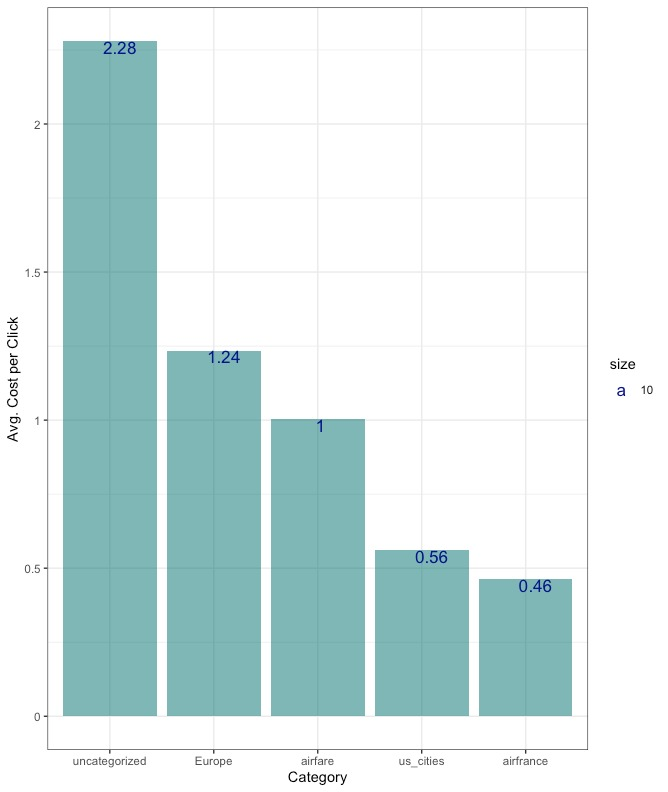 2.28
2
1.5
1.24
1
1
0.56
0.5
0.46
0
uncategorized Europe airfare us_cities airfrance
Category
Avg. Cost per Click
size
a 10